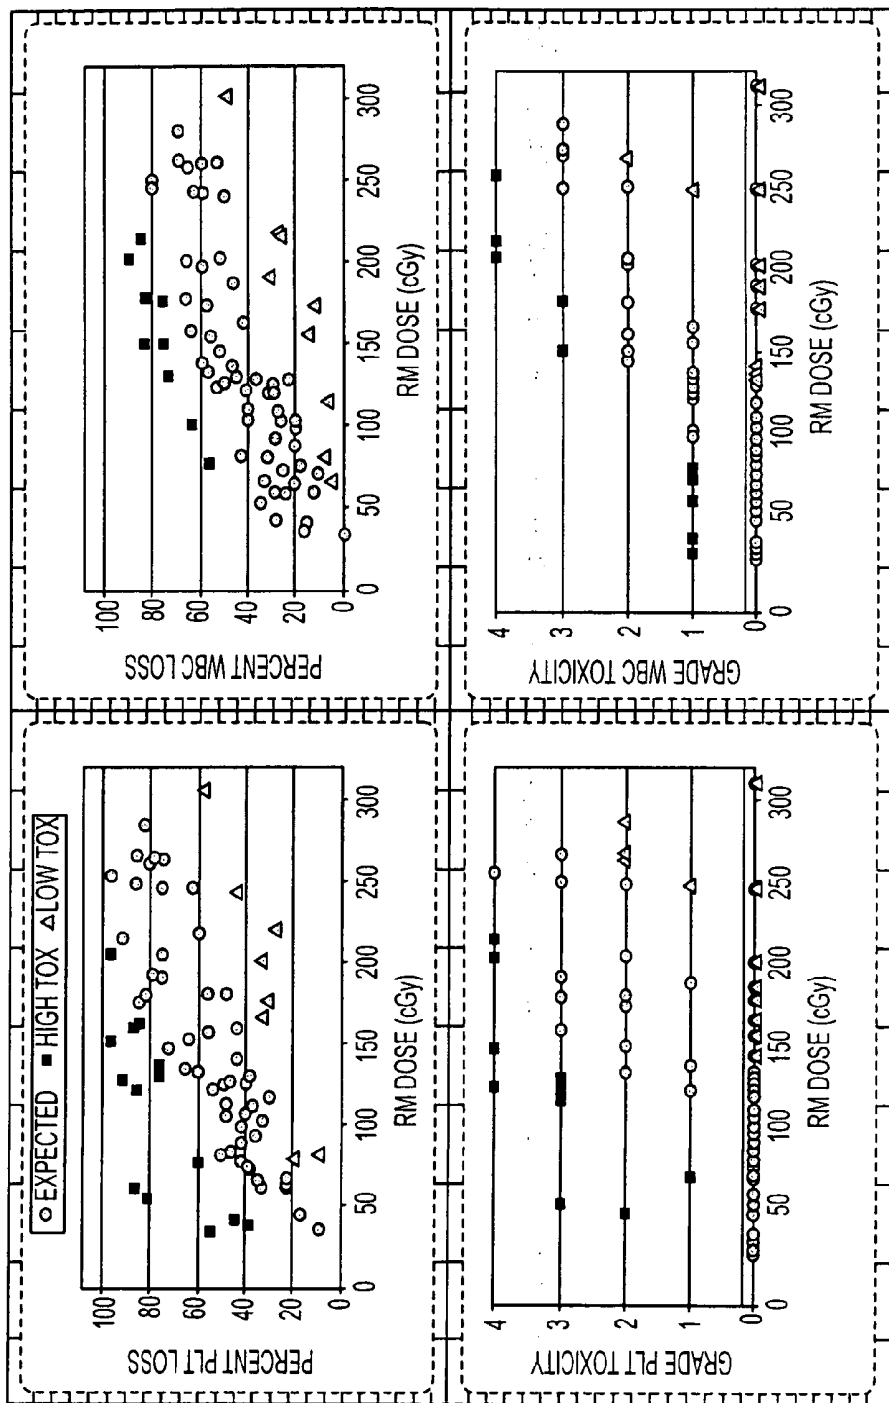 ○ EXPECTED ■ HIGH TOX △ LOW TOX
PERCENT PLT LOSS
100
80
60
40
20
0
0 50 100 150 200 250 300
RM DOSE (cGy)
PERCENT WBC LOSS
100
80
60
40
20
0
0 50 100 150 200 250 300
RM DOSE (cGy)
GRADE PLT TOXICITY
4
3
2
1
0
0 50 100 150 200 250 300
RM DOSE (cGy)
GRADE WBC TOXICITY
4
3
2
1
0
0 50 100 150 200 250 300
RM DOSE (cGy)